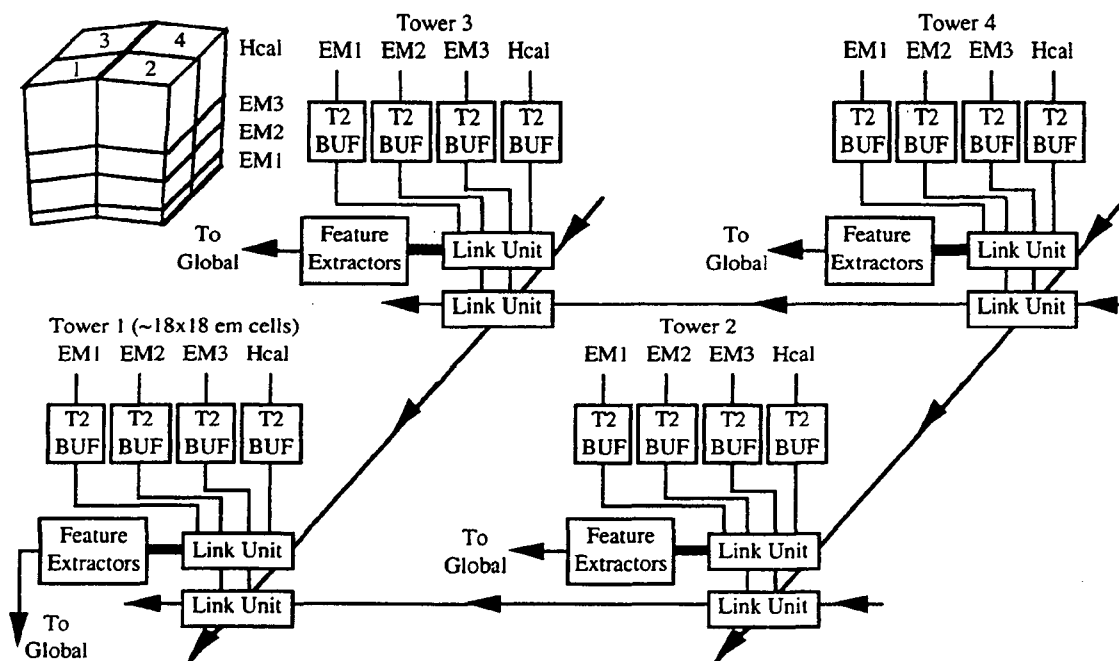 Tower 3
EM1 EM2 EM3 Hcal
T2 BUF
T2 BUF
T2 BUF
T2 BUF
To Global
Feature Extractors
Link Unit
Link Unit
Tower 4
EM1 EM2 EM3 Hcal
T2 BUF
T2 BUF
T2 BUF
T2 BUF
To Global
Feature Extractors
Link Unit
Link Unit
3
4
1
2
Hcal
EM3
EM2
EM1
Tower 1 (~18x18 em cells)
EM1 EM2 EM3 Hcal
T2 BUF
T2 BUF
T2 BUF
T2 BUF
Feature Extractors
Link Unit
Link Unit
To Global
Tower 2
EM1 EM2 EM3 Hcal
T2 BUF
T2 BUF
T2 BUF
T2 BUF
To Global
Feature Extractors
Link Unit
Link Unit